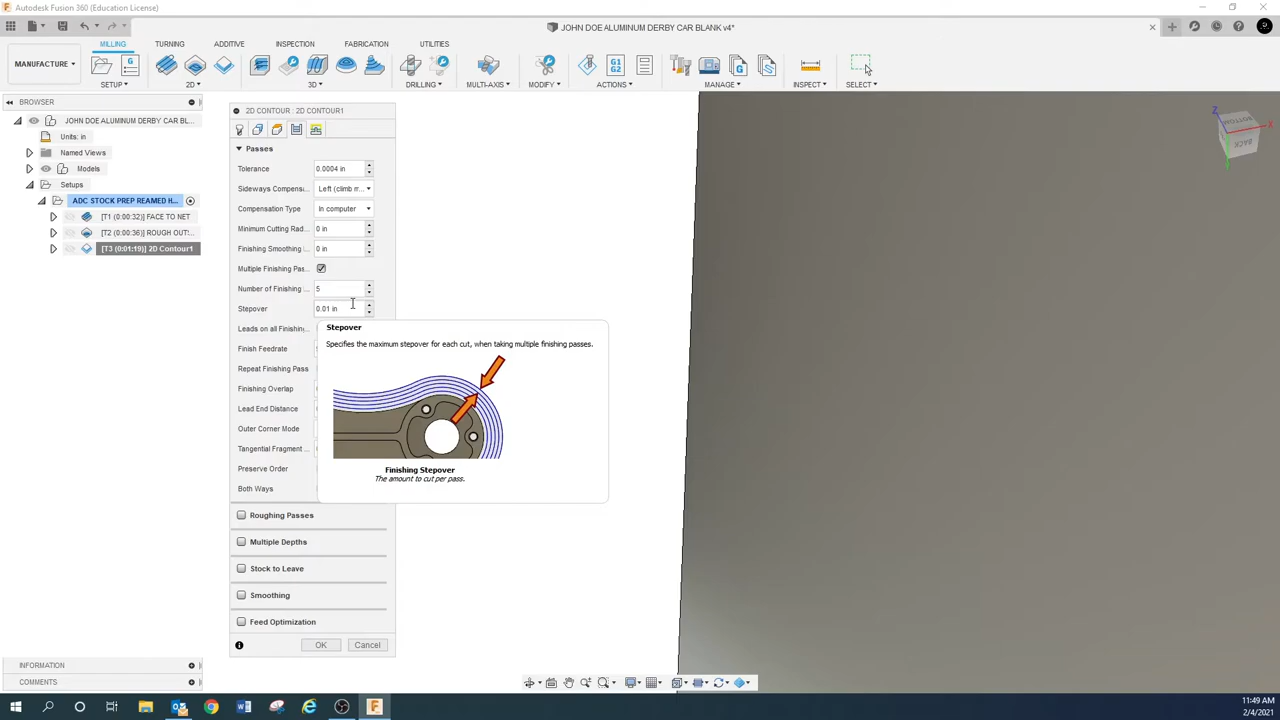 Autodesk Fusion 360 (Education License)
JOHN DOE ALUMINUM DERBY CAR BLANK v4*
MILLING TURNING ADDITIVE INSPECTION FABRICATION UTILITIES
MANUFACTURE
SETUP 2D 3D DRILLING MULTI-AXIS MODIFY ACTIONS MANAGE INSPECT SELECT
BROWSER
JOHN DOE ALUMINUM DERBY CAR BL...
Units: in
Named Views
Models
Setups
ADC STOCK PREP REAMED H...
[T1 (0:00:32)] FACE TO NET
[T2 (0:00:36)] ROUGH OUT...
[T3 (0:01:19)] 2D Contour1
2D CONTOUR : 2D CONTOUR1
Passes
Tolerance 0.0004 in
Sideways Compensa... Left (climb m...
Compensation Type In computer
Minimum Cutting Rad... 0 in
Finishing Smoothing 0 in
Multiple Finishing Pas...
Number of Finishing 5
Stepover 0.01 in
Leads on all Finishing
Finish Feedrate
Repeat Finishing Pass
Finishing Overlap
Lead End Distance
Outer Corner Mode
Tangential Fragment
Preserve Order
Both Ways
Roughing Passes
Multiple Depths
Stock to Leave
Smoothing
Feed Optimization
OK Cancel
Stepover
Specifies the maximum stepover for each cut, when taking multiple finishing passes.
Finishing Stepover
The amount to cut per pass.
Z
BOTTOM
X
BACK
INFORMATION
COMMENTS
11:49 AM
2/4/2021